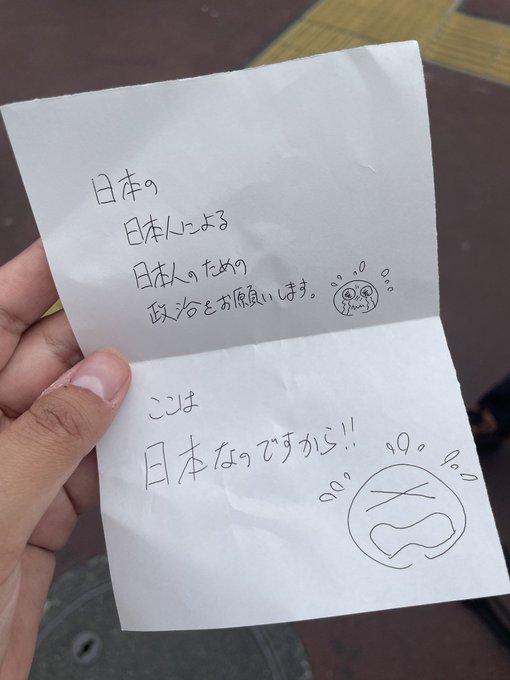 日本の
日本人による
日本人のための
政治をお願いします。
ここは
日本なのですから!!